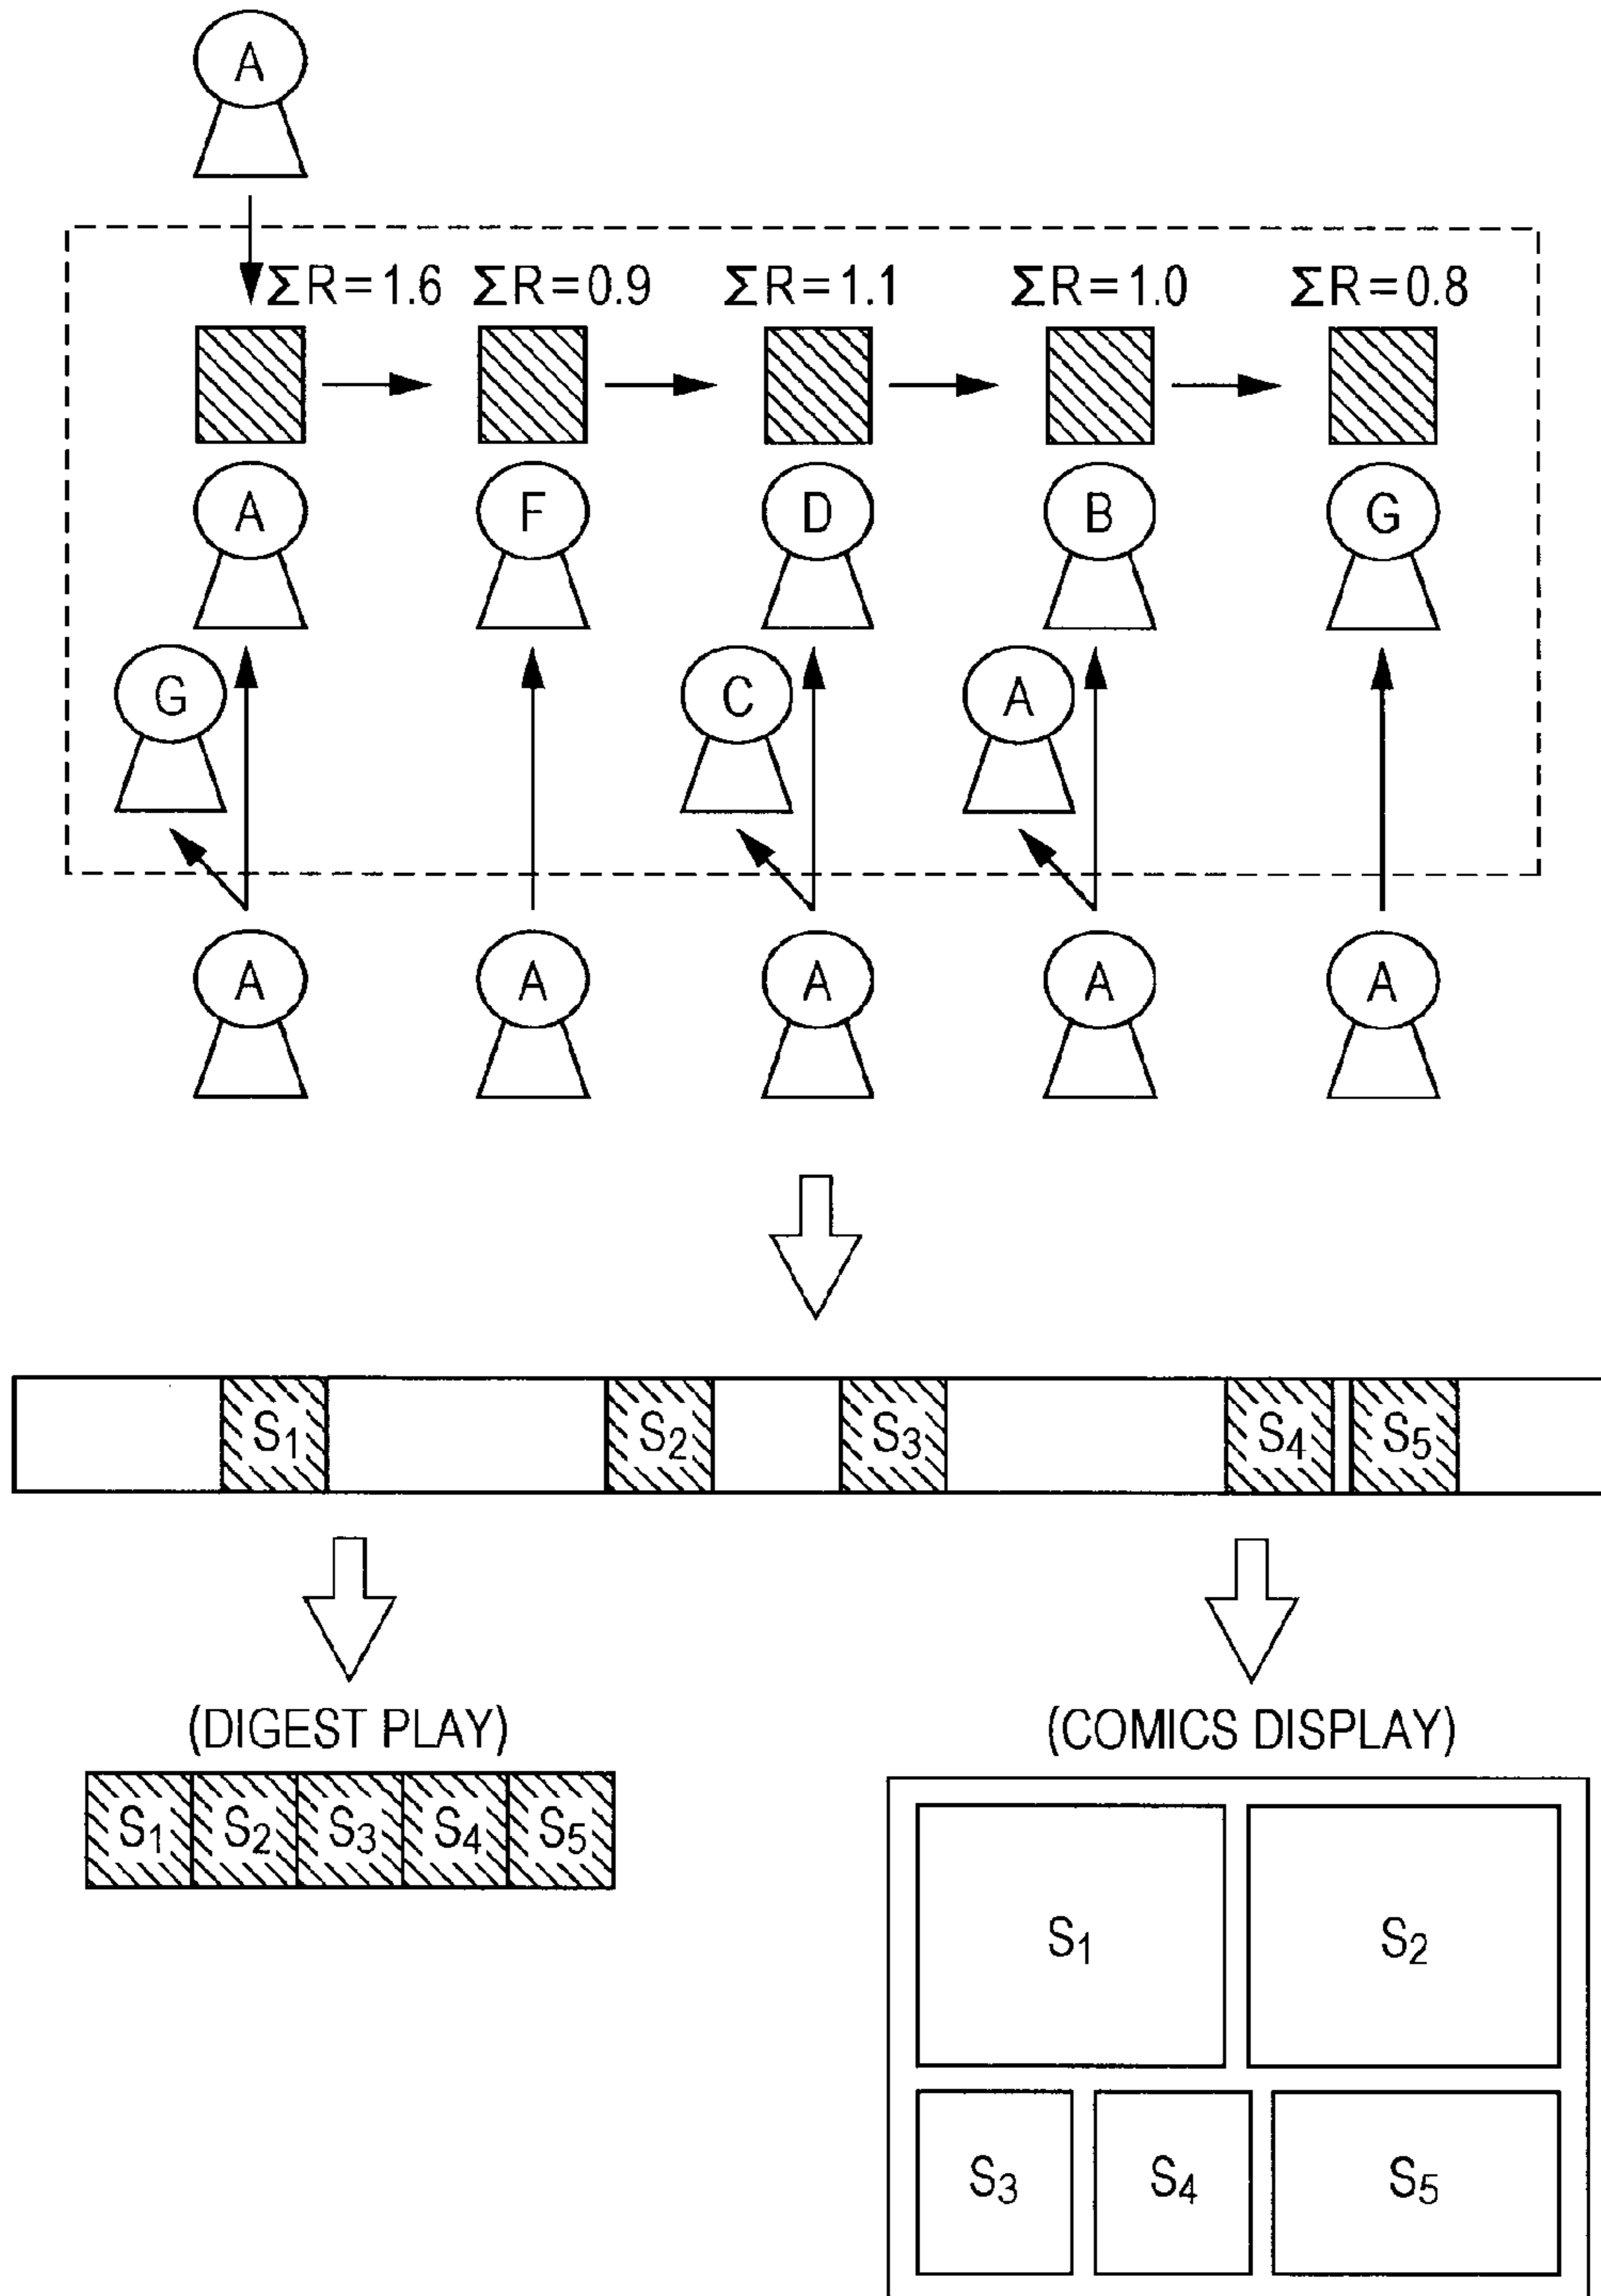 A
ΣR=1.6 ΣR=0.9 ΣR=1.1 ΣR=1.0 ΣR=0.8
A F D B G
G C A
A A A A A
S1 S2 S3 S4 S5
(DIGEST PLAY) (COMICS DISPLAY)
S1 S2 S3 S4 S5
S1 S2
S3 S4 S5